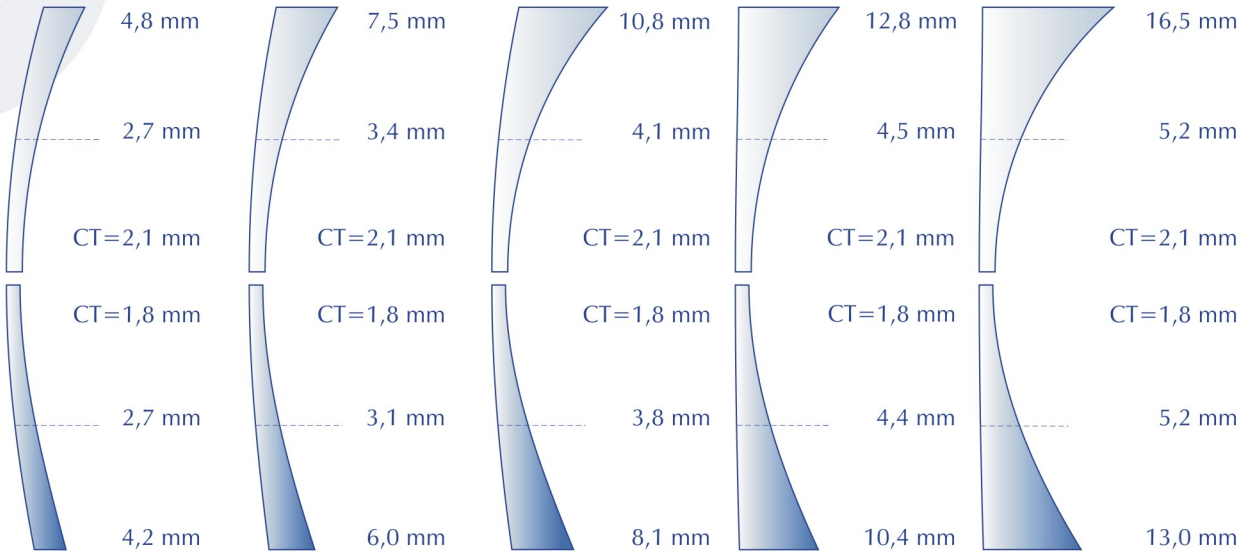 4,8 mm 7,5 mm 10,8 mm 12,8 mm 16,5 mm
2,7 mm 3,4 mm 4,1 mm 4,5 mm 5,2 mm
CT=2,1 mm CT=2,1 mm CT=2,1 mm CT=2,1 mm CT=2,1 mm
CT=1,8 mm CT=1,8 mm CT=1,8 mm CT=1,8 mm CT=1,8 mm
2,7 mm 3,1 mm 3,8 mm 4,4 mm 5,2 mm
4,2 mm 6,0 mm 8,1 mm 10,4 mm 13,0 mm